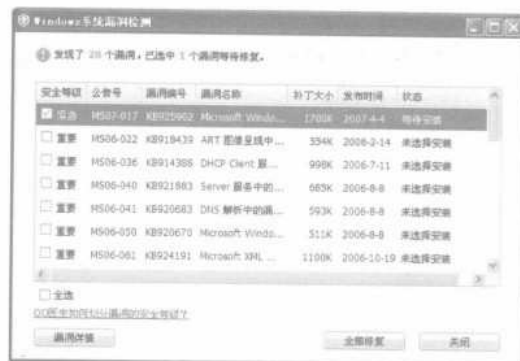 Windows系统漏洞检测
发现了 28 个漏洞，已选中 1 个漏洞等待修复。
安全等级 公告号 漏洞编号 漏洞名称 补丁大小 发布时间 状态
MS07-017 KB925902 Microsoft Windo... 1700K 2007-4-4 等待安装
重要 MS06-022 KB918439 ART 图像呈现中... 554K 2006-2-14 未选择安装
重要 MS06-036 KB914388 DHCP Client 服... 998K 2006-7-11 未选择安装
重要 MS06-040 KB921883 Server 服务中的... 665K 2006-8-8 未选择安装
重要 MS06-041 KB920683 DNS 解析中的漏... 593K 2006-8-8 未选择安装
重要 MS06-050 KB920670 Microsoft Windo... 511K 2006-8-8 未选择安装
重要 MS06-061 KB924191 Microsoft XML ... 1100K 2006-10-19 未选择安装
全选
QQ医生如何划分漏洞的安全等级？
漏洞详情 全部修复 关闭